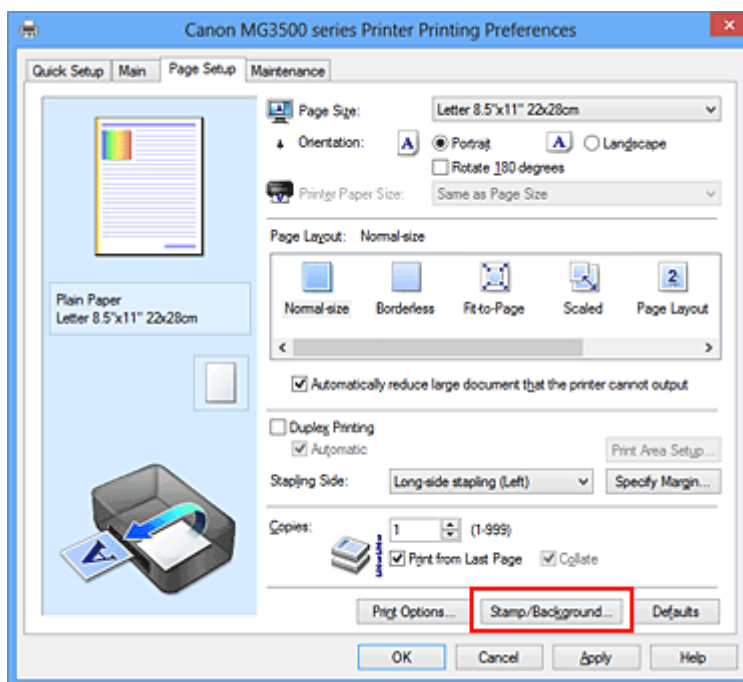 Canon MG3500 series Printer Printing Preferences
x
Quick Setup Main Page Setup Maintenance
Page Size: Letter 8.5"x11" 22x28cm
Orientation: A Portrait A Landscape
Rotate 180 degrees
Printer Paper Size: Same as Page Size
Page Layout: Normal-size
2
Normal-size Borderless Fit-to-Page Scaled Page Layout
Plain Paper
Letter 8.5"x11" 22x28cm
Automatically reduce large document that the printer cannot output
Duplex Printing
Automatic Print Area Setup...
Stapling Side: Long-side stapling (Left) Specify Margin...
Copies: 1 (1-999)
Print from Last Page Collate
A
Print Options... Stamp/Background... Defaults
OK Cancel Apply Help